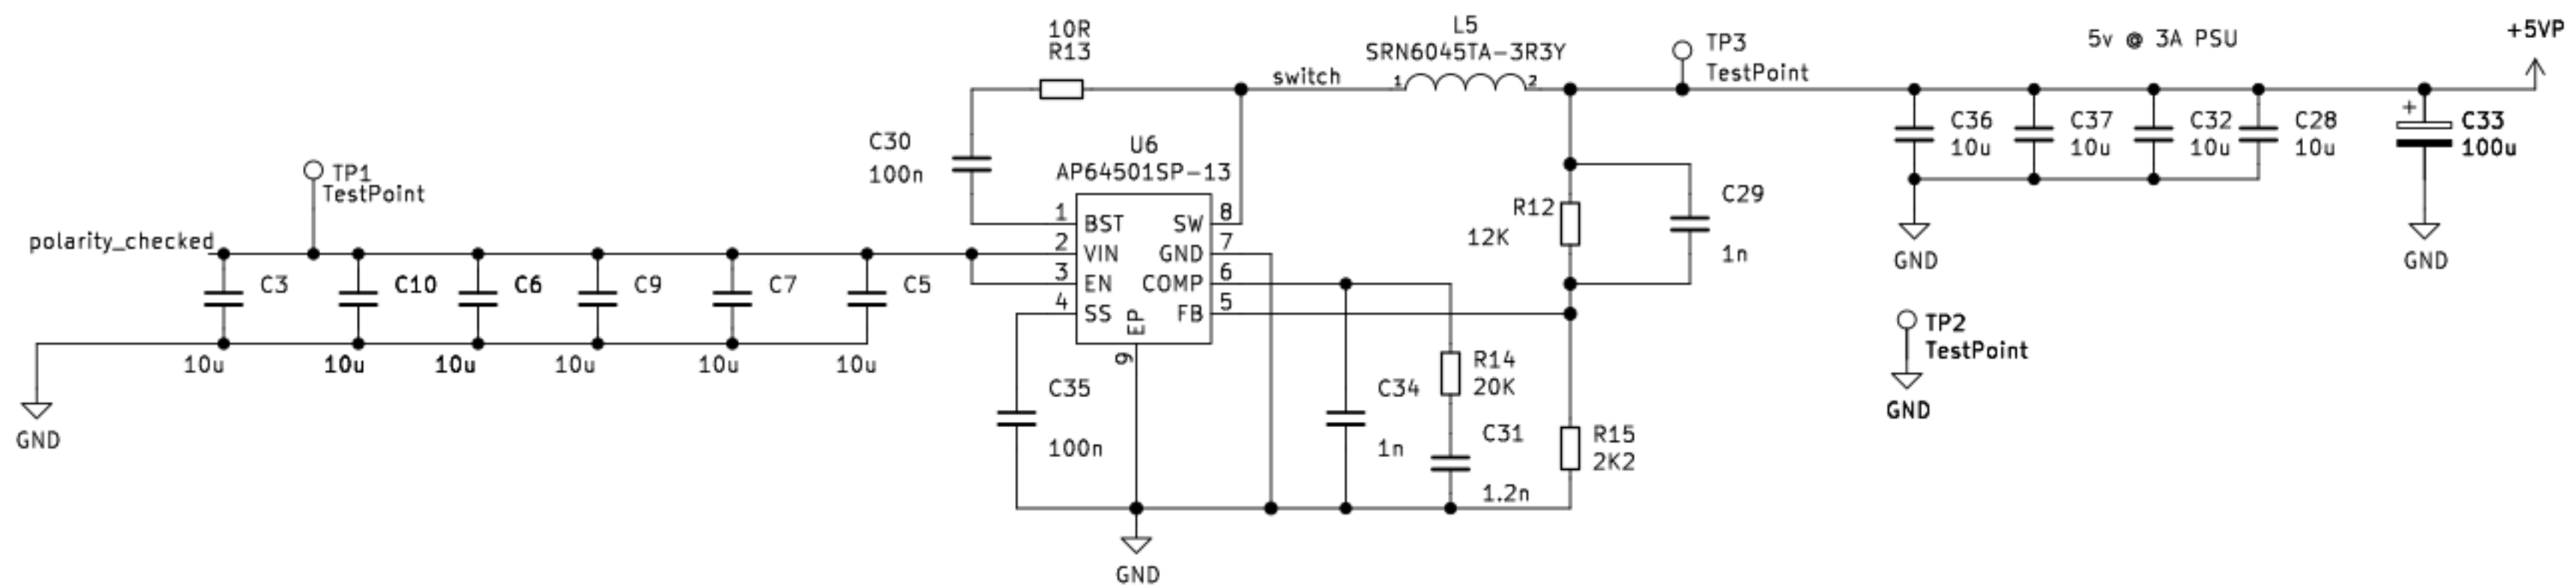 10R
R13
L5
SRN6045TA-3R3Y
switch
1
2
TP3
TestPoint
5v @ 3A PSU
+5VP
C30
100n
U6
AP64501SP-13
TP1
TestPoint
polarity_checked
C3
10u
C10
10u
C6
10u
C9
10u
C7
10u
C5
10u
GND
1
BST
2
VIN
3
EN
4
SS
EP
9
SW
8
GND
7
COMP
6
FB
5
R12
12K
C29
1n
C36
10u
C37
10u
C32
10u
C28
10u
+
C33
100u
GND
GND
TP2
TestPoint
GND
C35
100n
C34
1n
R14
20K
C31
1.2n
R15
2K2
GND